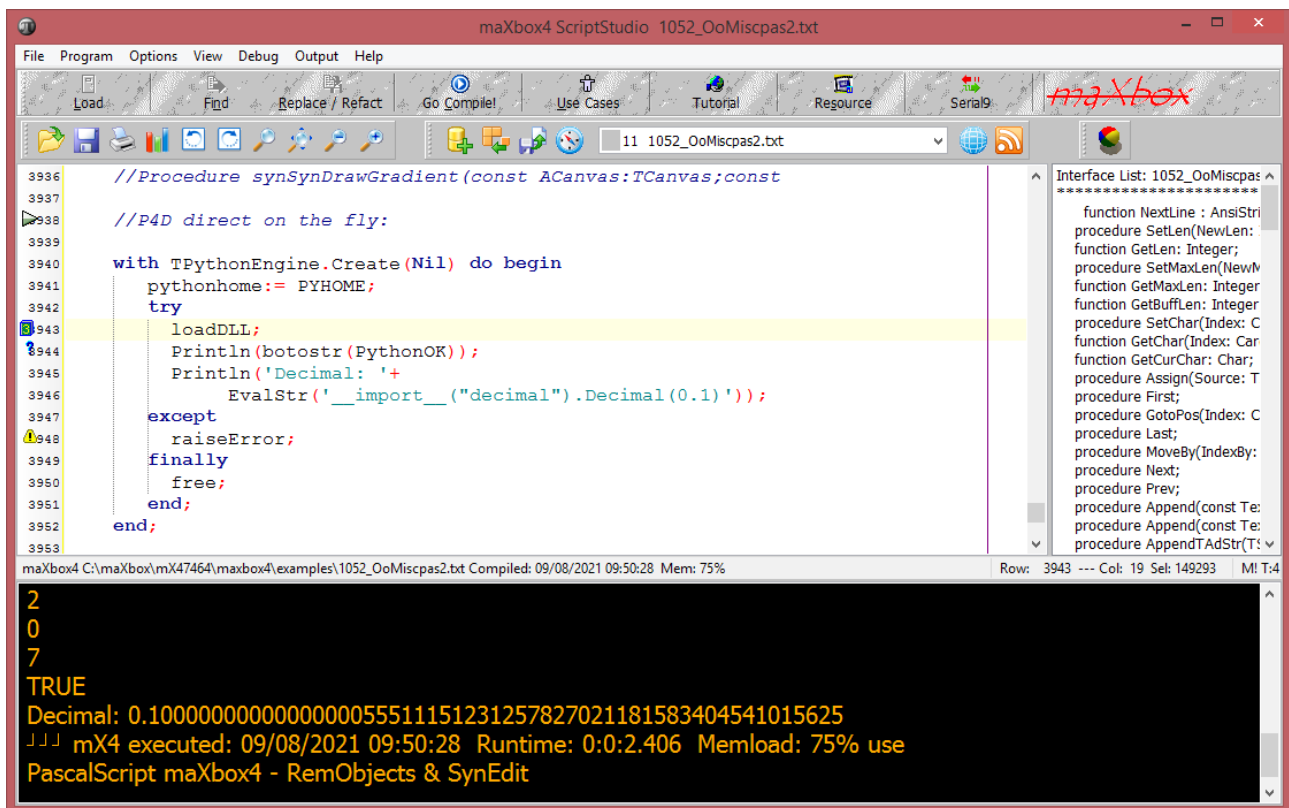 maXbox4 ScriptStudio 1052_OoMiscpas2.txt
File Program Options View Debug Output Help
Load Find Replace / Refact Go Compile! Use Cases Tutorial Resource Serial9 maXbox
11 1052_OoMiscpas2.txt
3936 //Procedure synSynDrawGradient(const ACanvas:TCanvas;const
3937
3938 //P4D direct on the fly:
3939
3940 with TPythonEngine.Create(Nil) do begin
3941 pythonhome:= PYHOME;
3942 try
3943 loadDLL;
3944 Println(botostr(PythonOK));
3945 Println('Decimal: '+
3946 EvalStr('__import__("decimal").Decimal(0.1)'));
3947 except
3948 raiseError;
3949 finally
3950 free;
3951 end;
3952 end;
3953
Interface List: 1052_OoMiscpas
**********************
function NextLine : AnsiStri
procedure SetLen(NewLen:
function GetLen: Integer;
procedure SetMaxLen(NewM
function GetMaxLen: Integer
function GetBuffLen: Integer
procedure SetChar(Index: C
function GetChar(Index: Car
function GetCurChar: Char;
procedure Assign(Source: T
procedure First;
procedure GotoPos(Index: C
procedure Last;
procedure MoveBy(IndexBy:
procedure Next;
procedure Prev;
procedure Append(const Te
procedure Append(const Te
procedure AppendTAdStr(TS
maXbox4 C:\maXbox\mX47464\maxbox4\examples\1052_OoMiscpas2.txt Compiled: 09/08/2021 09:50:28 Mem: 75% Row: 3943 --- Col: 19 Sel: 149293 M! T:4
2
0
7
TRUE
Decimal: 0.1000000000000000055511151231257827021181583404541015625
┘┘┘ mX4 executed: 09/08/2021 09:50:28 Runtime: 0:0:2.406 Memload: 75% use
PascalScript maXbox4 - RemObjects & SynEdit